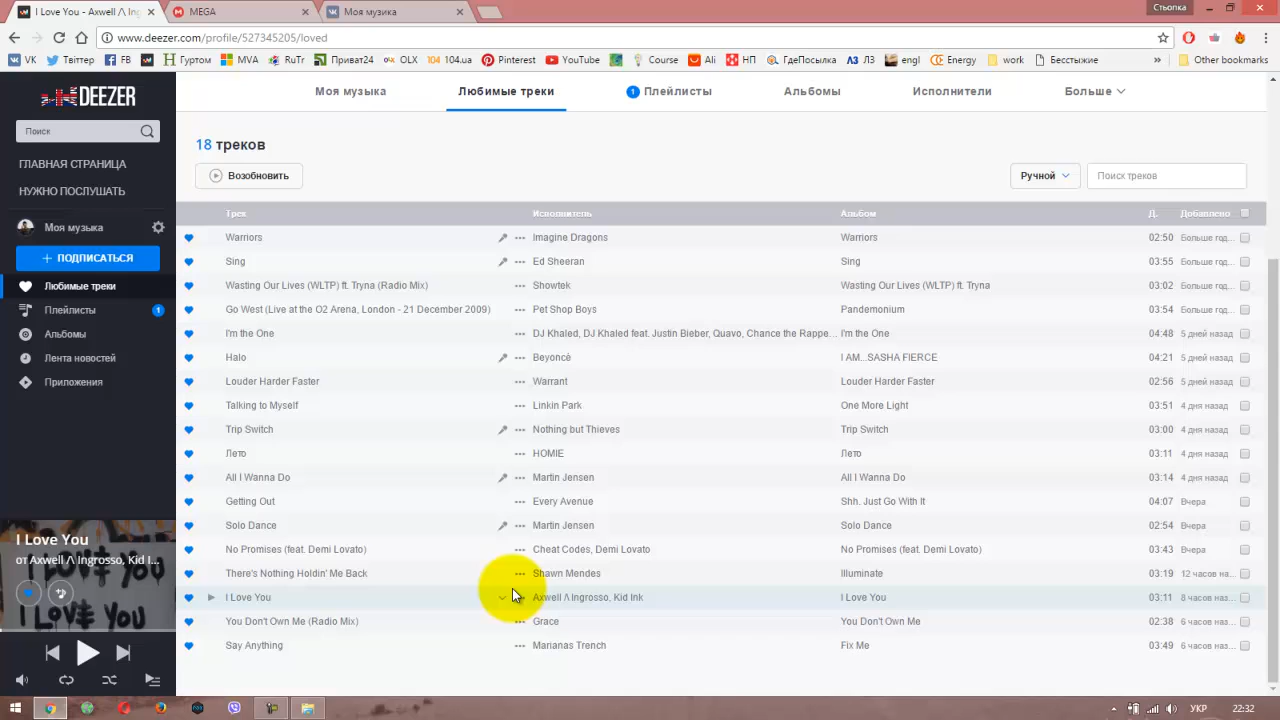 I Love You - Axwell /\ Ing
MEGA
Моя музика
Стьопка
www.deezer.com/profile/527345205/loved
VK Твіттер FB Гуртом MVA RuTr Приват24 OLX 104.ua Pinterest YouTube Course Ali НП ГдеПосылка ЛЗ engl Energy work Бесстыжие » Other bookmarks
DEEZER
Моя музыка Любимые треки 1 Плейлисты Альбомы Исполнители Больше
Поиск
ГЛАВНАЯ СТРАНИЦА
НУЖНО ПОСЛУШАТЬ
Моя музыка
+ ПОДПИСАТЬСЯ
Любимые треки
Плейлисты 1
Альбомы
Лента новостей
Приложения
18 треков
Возобновить Ручной Поиск треков
Трек Исполнитель Альбом Д. Добавлено
Warriors ••• Imagine Dragons Warriors 02:50 Больше год...
Sing ••• Ed Sheeran Sing 03:55 Больше год...
Wasting Our Lives (WLTP) ft. Tryna (Radio Mix) ••• Showtek Wasting Our Lives (WLTP) ft. Tryna 03:02 Больше год...
Go West (Live at the O2 Arena, London - 21 December 2009) ••• Pet Shop Boys Pandemonium 03:54 Больше год...
I'm the One ••• DJ Khaled, DJ Khaled feat. Justin Bieber, Quavo, Chance the Rappe... I'm the One 04:48 5 дней назад
Halo ••• Beyoncé I AM...SASHA FIERCE 04:21 5 дней назад
Louder Harder Faster ••• Warrant Louder Harder Faster 02:56 5 дней назад
Talking to Myself ••• Linkin Park One More Light 03:51 4 дня назад
Trip Switch ••• Nothing but Thieves Trip Switch 03:00 4 дня назад
Лето ••• HOMIE Лето 03:11 4 дня назад
All I Wanna Do ••• Martin Jensen All I Wanna Do 03:14 4 дня назад
Getting Out ••• Every Avenue Shh. Just Go With It 04:07 Вчера
Solo Dance ••• Martin Jensen Solo Dance 02:54 Вчера
No Promises (feat. Demi Lovato) ••• Cheat Codes, Demi Lovato No Promises (feat. Demi Lovato) 03:43 Вчера
There's Nothing Holdin' Me Back ••• Shawn Mendes Illuminate 03:19 12 часов на...
I Love You Axwell /\ Ingrosso, Kid Ink I Love You 03:11 8 часов наз...
You Don't Own Me (Radio Mix) ••• Grace You Don't Own Me 02:38 6 часов наз...
Say Anything ••• Marianas Trench Fix Me 03:49 6 часов наз...
I Love You
от Axwell /\ Ingrosso, Kid I...
УКР 22:32